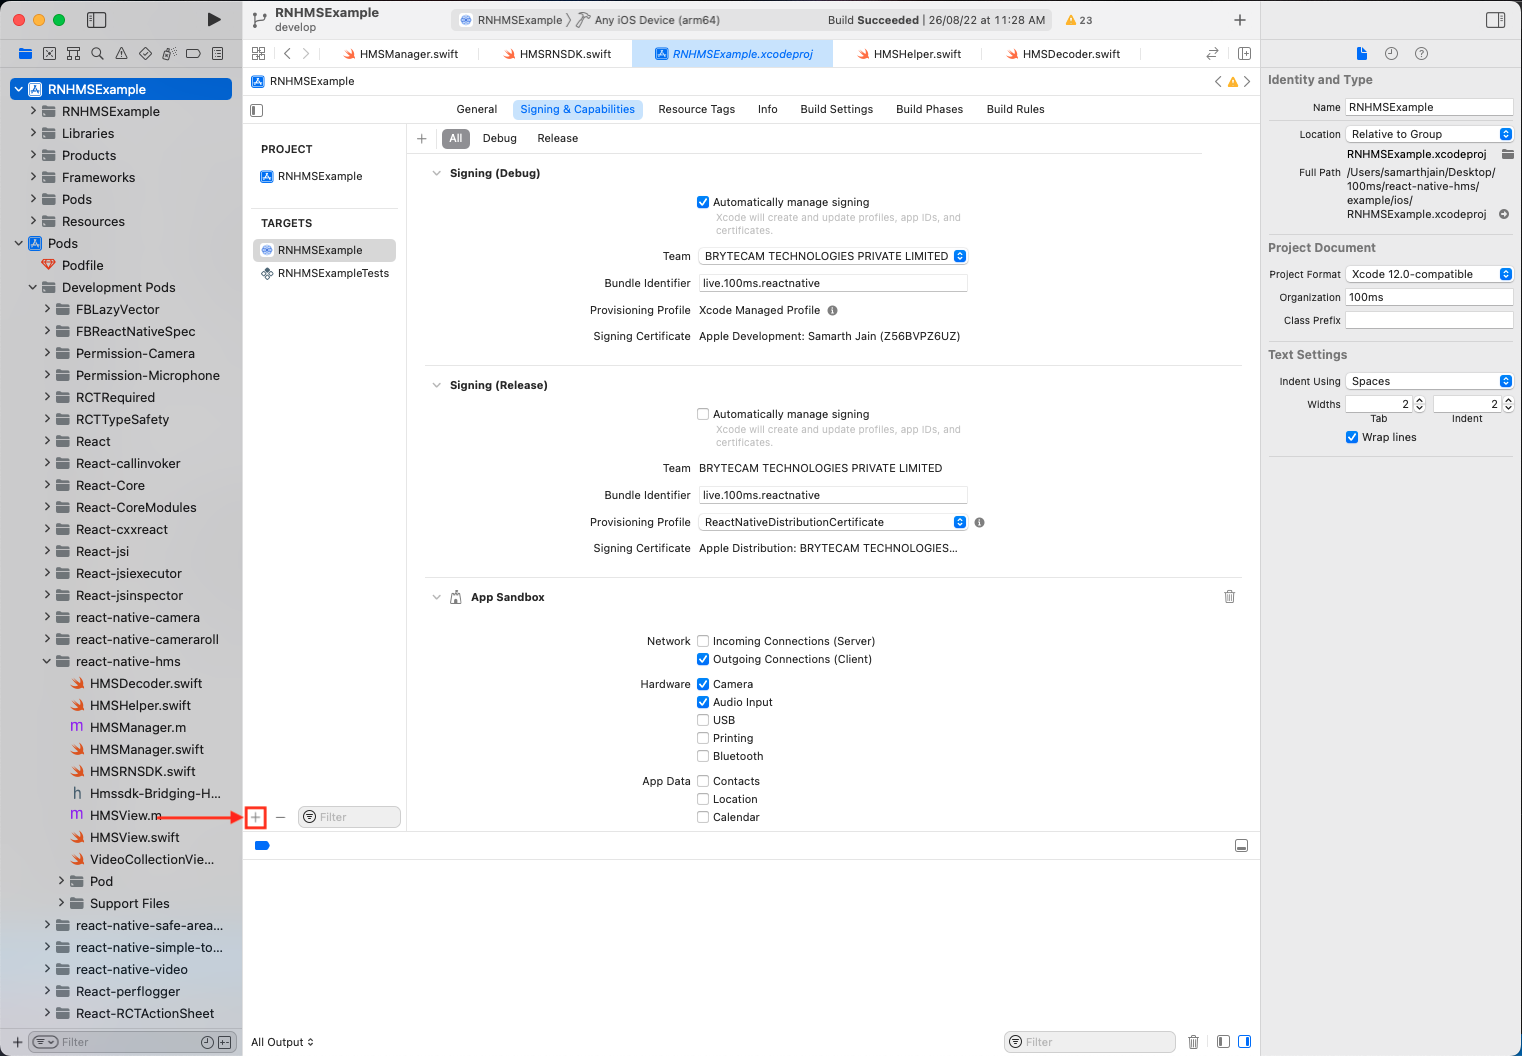 RNHMSExample
develop
RNHMSExample
Any iOS Device (arm64)
Build Succeeded | 26/08/22 at 11:28 AM
23
HMSManager.swift
HMSRNSDK.swift
RNHMSExample.xcodeproj
HMSHelper.swift
HMSDecoder.swift
RNHMSExample
General
Signing & Capabilities
Resource Tags
Info
Build Settings
Build Phases
Build Rules
RNHMSExample
RNHMSExample
Libraries
Products
Frameworks
Pods
Resources
Pods
Podfile
Development Pods
FBLazyVector
FBReactNativeSpec
Permission-Camera
Permission-Microphone
RCTRequired
RCTTypeSafety
React
React-callinvoker
React-Core
React-CoreModules
React-cxxreact
React-jsi
React-jsiexecutor
React-jsinspector
react-native-camera
react-native-cameraroll
react-native-hms
HMSDecoder.swift
HMSHelper.swift
HMSManager.m
HMSManager.swift
HMSRNSDK.swift
Hmssdk-Bridging-H...
HMSView.m
HMSView.swift
VideoCollectionVie...
Pod
Support Files
react-native-safe-area...
react-native-simple-to...
react-native-video
React-perflogger
React-RCTActionSheet
Filter
PROJECT
RNHMSExample
TARGETS
RNHMSExample
RNHMSExampleTests
Filter
All
Debug
Release
Signing (Debug)
Automatically manage signing
Xcode will create and update profiles, app IDs, and
certificates.
Team BRYTECAM TECHNOLOGIES PRIVATE LIMITED
Bundle Identifier live.100ms.reactnative
Provisioning Profile Xcode Managed Profile
Signing Certificate Apple Development: Samarth Jain (Z56BVPZ6UZ)
Signing (Release)
Automatically manage signing
Xcode will create and update profiles, app IDs, and
certificates.
Team BRYTECAM TECHNOLOGIES PRIVATE LIMITED
Bundle Identifier live.100ms.reactnative
Provisioning Profile ReactNativeDistributionCertificate
Signing Certificate Apple Distribution: BRYTECAM TECHNOLOGIES...
App Sandbox
Network Incoming Connections (Server)
Outgoing Connections (Client)
Hardware Camera
Audio Input
USB
Printing
Bluetooth
App Data Contacts
Location
Calendar
All Output
Filter
Identity and Type
Name RNHMSExample
Location Relative to Group
RNHMSExample.xcodeproj
Full Path /Users/samarthjain/Desktop/
100ms/react-native-hms/
example/ios/
RNHMSExample.xcodeproj
Project Document
Project Format Xcode 12.0-compatible
Organization 100ms
Class Prefix
Text Settings
Indent Using Spaces
Widths 2 2
Tab Indent
Wrap lines